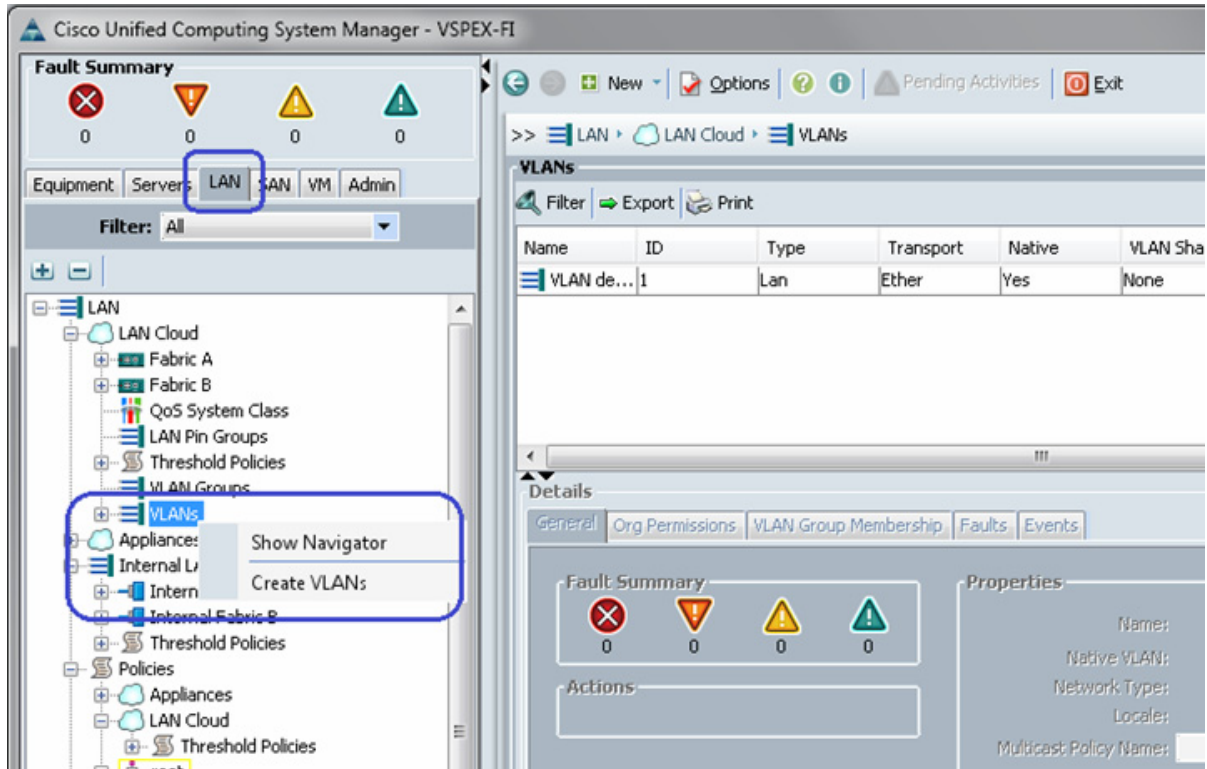 Cisco Unified Computing System Manager - VSPEX-FI
Fault Summary
0 0 0 0
Equipment Servers LAN SAN VM Admin
Filter: All
LAN
LAN Cloud
Fabric A
Fabric B
QoS System Class
LAN Pin Groups
Threshold Policies
VLAN Groups
VLANs
Appliances
Internal LA
Intern
Internal Fabric B
Threshold Policies
Policies
Appliances
LAN Cloud
Threshold Policies
Show Navigator
Create VLANs
New Options Pending Activities Exit
>> LAN LAN Cloud VLANs
VLANs
Filter Export Print
Name ID Type Transport Native VLAN Sha
VLAN de... 1 Lan Ether Yes None
Details
General Org Permissions VLAN Group Membership Faults Events
Fault Summary
0 0 0 0
Actions
Properties
Name:
Native VLAN:
Network Type:
Locale:
Multicast Policy Name: